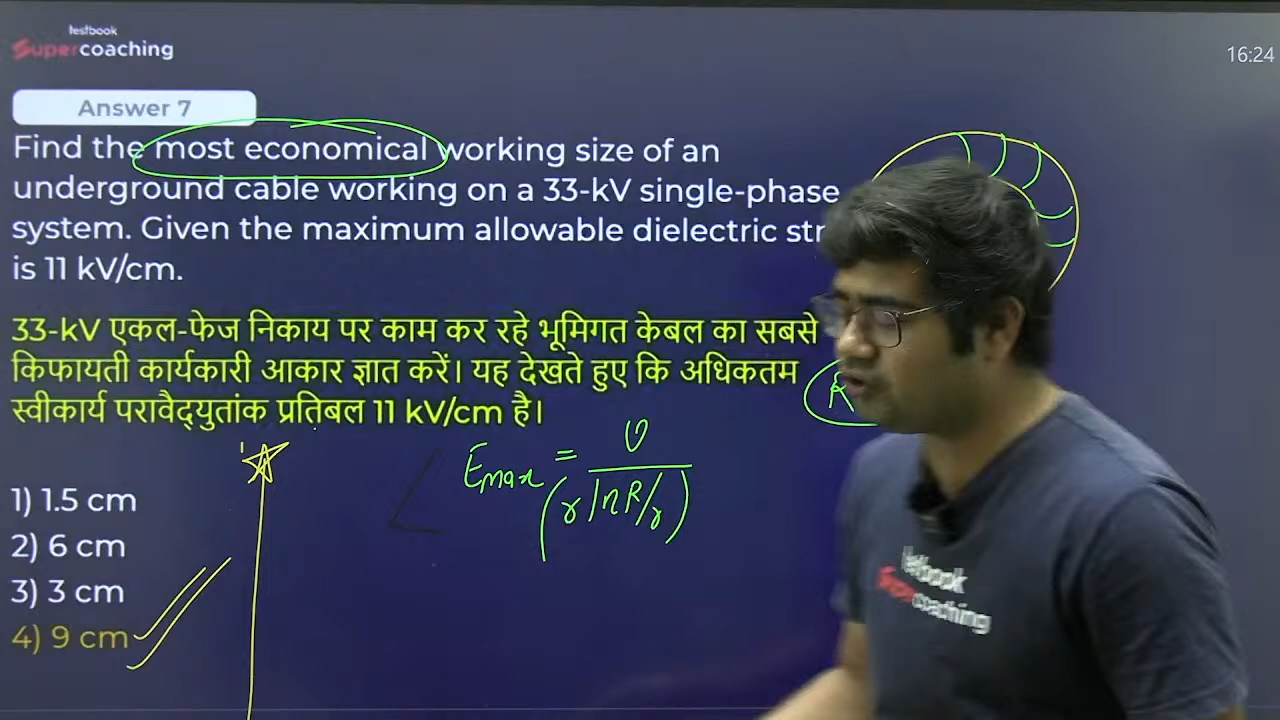 testbook
Supercoaching
16:24
Answer 7
Find the most economical working size of an
underground cable working on a 33-kV single-phase
system. Given the maximum allowable dielectric str
is 11 kV/cm.
33-kV एकल-फेज निकाय पर काम कर रहे भूमिगत केबल का सबसे
किफायती कार्यकारी आकार ज्ञात करें। यह देखते हुए कि अधिकतम
स्वीकार्य परावैद्युतांक प्रतिबल 11 kV/cm है।
R
Emax = V
(r ln R/r)
1) 1.5 cm
2) 6 cm
3) 3 cm
4) 9 cm
testbook
Supercoaching